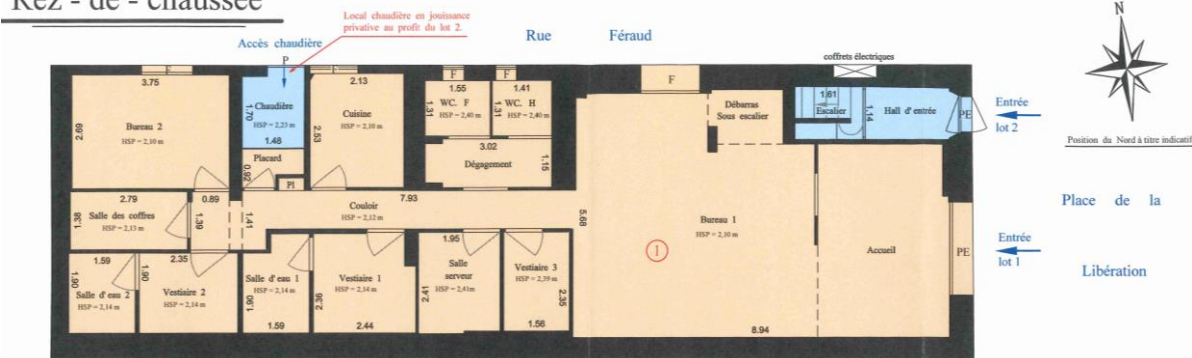 Rez - de - chaussée
Local chaudière en jouissance
privative au profit du lot 2.
Accès chaudière
Rue Féraud
N
coffrets électriques
P
F
F
F
F
F
3.75
2.13
1.55
1.41
1.61
Escalier
Hall d' entrée
1.14
PE
Entrée
lot 2
Position du Nord à titre indicatif
2.69
Bureau 2
HSP = 2,10 m
1.70
Chaudière
HSP = 2,23 m
1.48
Cuisine
HSP = 2,10 m
2.53
1.31
WC. F
HSP = 2,40 m
1.31
WC. H
HSP = 2,40 m
Débarras
Sous escalier
Placard
0.92
Pl
3.02
Dégagement
1.15
2.79
0.89
7.93
1.38
Salle des coffres
HSP = 2,13 m
1.39
1.41
Couloir
HSP = 2,12 m
5.68
Bureau 1
HSP = 2,10 m
1
Accueil
PE
Entrée
lot 1
Place de la
Libération
1.59
2.35
1.95
1.90
Salle d' eau 2
HSP = 2,14 m
1.90
Vestiaire 2
HSP = 2,14 m
Salle d' eau 1
HSP = 2,14 m
1.90
1.59
Vestiaire 1
HSP = 2,14 m
2.36
2.44
Salle
serveur
HSP = 2,41m
2.41
Vestiaire 3
HSP = 2,39 m
2.35
1.56
8.94